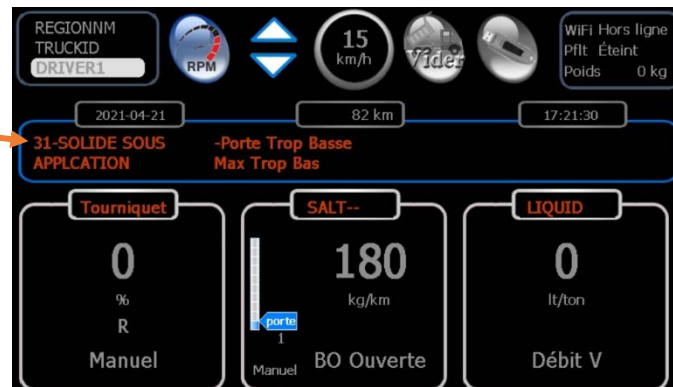 REGIONNM
TRUCKID
DRIVER1
RPM
15
km/h
Vider
WiFi Hors ligne
Pflt Éteint
Poids 0 kg
2021-04-21
82 km
17:21:30
31-SOLIDE SOUS -Porte Trop Basse
APPLCATION Max Trop Bas
Tourniquet
0
%
R
Manuel
SALT--
180
kg/km
porte
1
Manuel
BO Ouverte
LIQUID
0
lt/ton
Débit V